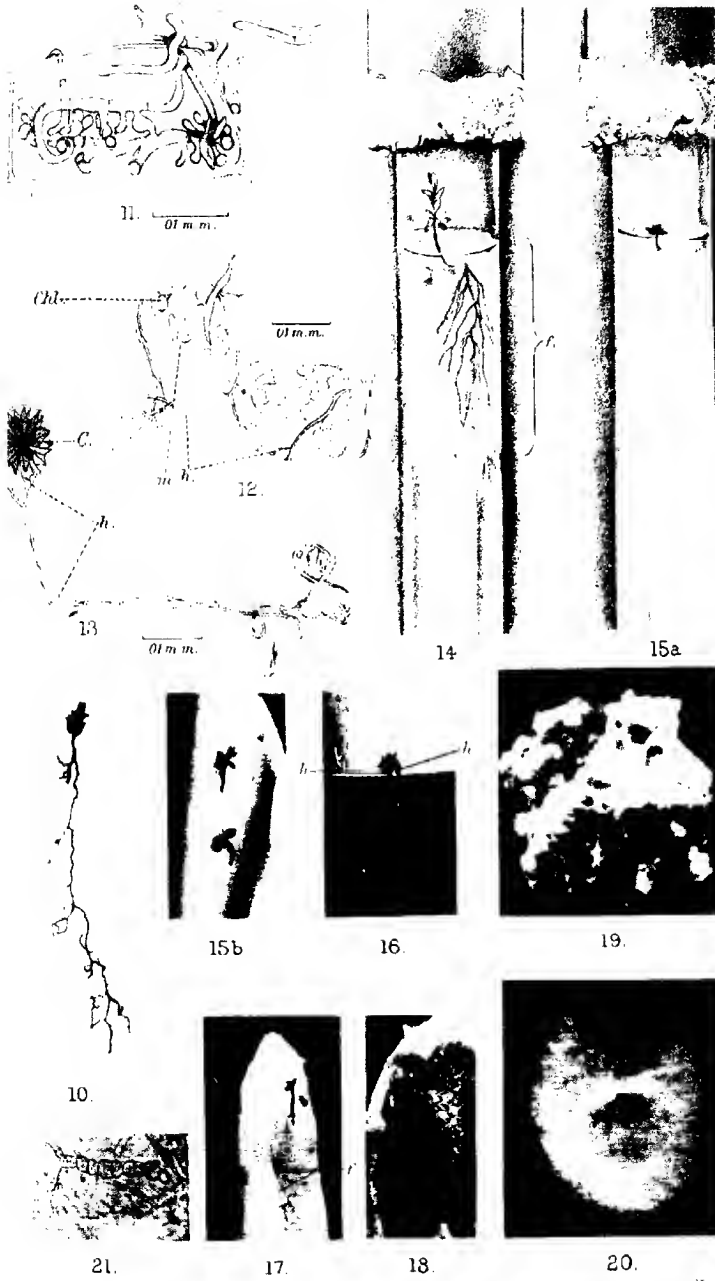 11.
01 m.m.
Chl.
01 m.m.
r.
C.
m
h.
12.
h.
13
01 m.m.
14
15a
h
h
15b
16.
19.
10.
r
21.
17.
18.
20.